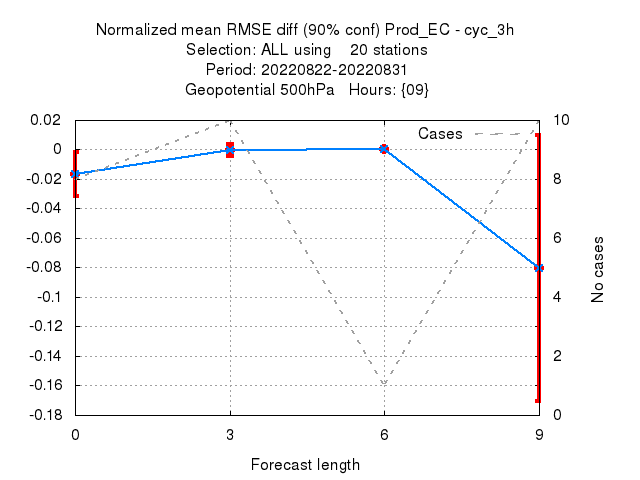 Normalized mean RMSE diff (90% conf) Prod_EC - cyc_3h
Selection: ALL using 20 stations
Period: 20220822-20220831
Geopotential 500hPa Hours: {09}
Cases
0.02
0
-0.02
-0.04
-0.06
-0.08
-0.1
-0.12
-0.14
-0.16
-0.18
10
8
6
4
2
0
No cases
0 3 6 9
Forecast length